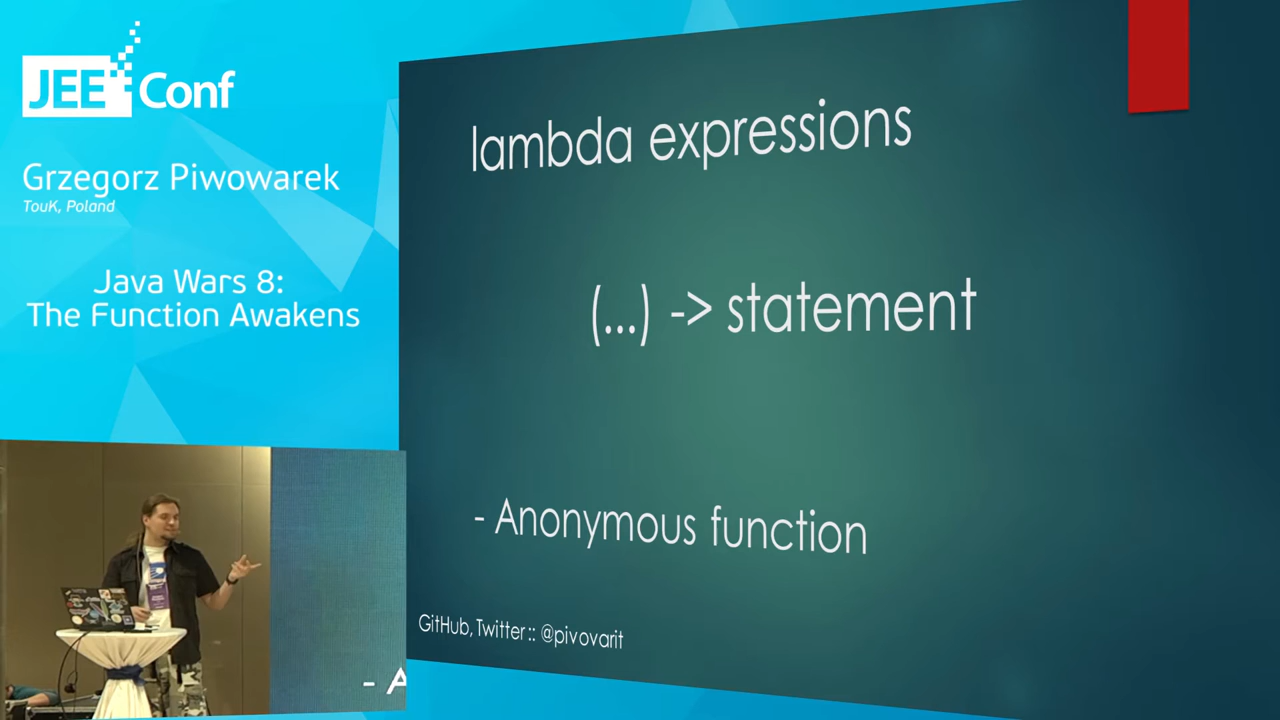 JEE Conf
Grzegorz Piwowarek
TouK, Poland
Java Wars 8:
The Function Awakens
lambda expressions
(...) -> statement
- Anonymous function
GitHub, Twitter :: @pivovarit
- A